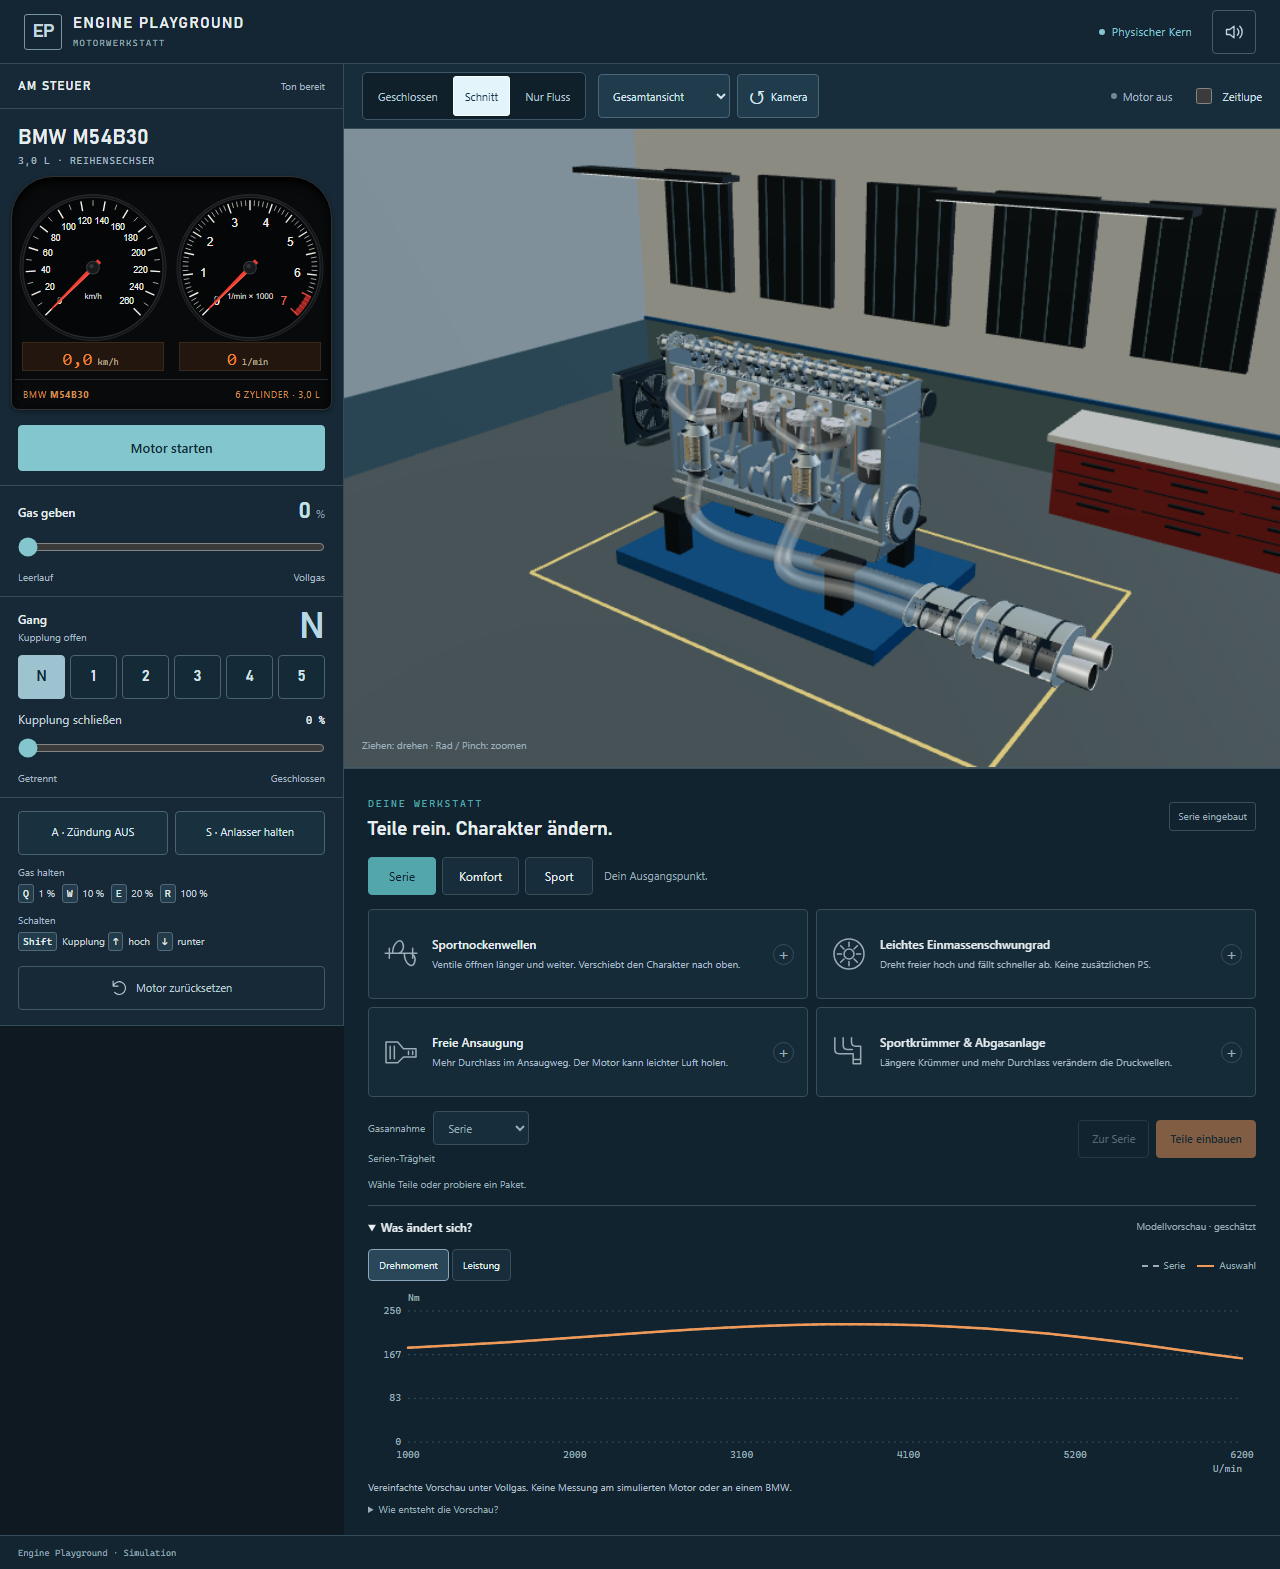 EP
ENGINE PLAYGROUND
MOTORWERKSTATT
Physischer Kern
AM STEUER
Ton bereit
Geschlossen
Schnitt
Nur Fluss
Gesamtansicht
Kamera
Motor aus
Zeitlupe
BMW M54B30
3,0 L · REIHENSECHSER
0 20 40 60 80 100 120 140 160 180 200 220 240 260
km/h
0 1 2 3 4 5 6 7
1/min × 1000
0,0 km/h
0 1/min
BMW M54B30
6 ZYLINDER · 3,0 L
Motor starten
Gas geben
0 %
Leerlauf
Vollgas
Gang
Kupplung offen
N
N 1 2 3 4 5
Kupplung schließen
0 %
Getrennt
Geschlossen
A · Zündung AUS
S · Anlasser halten
Gas halten
Q 1 % W 10 % E 20 % R 100 %
Schalten
Shift Kupplung ↑ hoch ↓ runter
Motor zurücksetzen
Ziehen: drehen · Rad / Pinch: zoomen
DEINE WERKSTATT
Teile rein. Charakter ändern.
Serie eingebaut
Serie
Komfort
Sport
Dein Ausgangspunkt.
Sportnockenwellen
Ventile öffnen länger und weiter. Verschiebt den Charakter nach oben.
+
Leichtes Einmassenschwungrad
Dreht freier hoch und fällt schneller ab. Keine zusätzlichen PS.
+
Freie Ansaugung
Mehr Durchlass im Ansaugweg. Der Motor kann leichter Luft holen.
+
Sportkrümmer & Abgasanlage
Längere Krümmer und mehr Durchlass verändern die Druckwellen.
+
Gasannahme
Serie
Serien-Trägheit
Zur Serie
Teile einbauen
Wähle Teile oder probiere ein Paket.
▼ Was ändert sich?
Modellvorschau · geschätzt
Drehmoment
Leistung
Serie
Auswahl
Nm
250
167
83
0
1000 2000 3100 4100 5200 6200
U/min
Vereinfachte Vorschau unter Vollgas. Keine Messung am simulierten Motor oder an einem BMW.
▶ Wie entsteht die Vorschau?
Engine Playground · Simulation